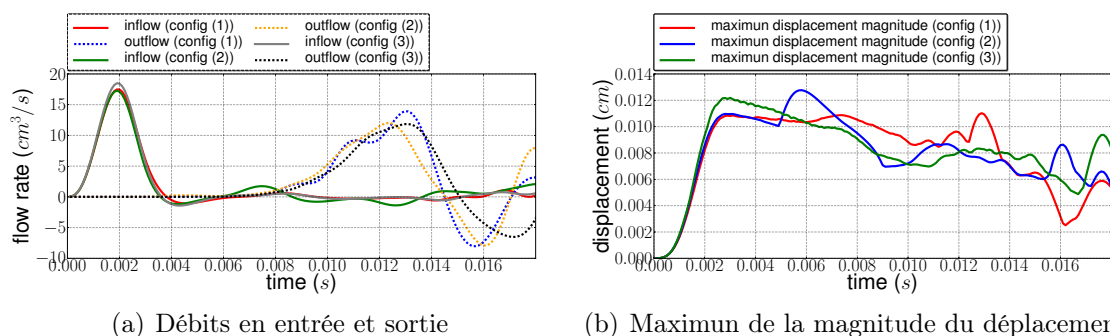 inflow (config (1))
outflow (config (1))
inflow (config (2))
outflow (config (2))
inflow (config (3))
outflow (config (3))
20
15
10
5
0
−5
−10
flow rate (cm³/s)
0.000 0.002 0.004 0.006 0.008 0.010 0.012 0.014 0.016
time (s)
(a) Débits en entrée et sortie
maximun displacement magnitude (config (1))
maximun displacement magnitude (config (2))
maximun displacement magnitude (config (3))
0.014
0.012
0.010
0.008
0.006
0.004
0.002
0.000
displacement (cm)
0.000 0.002 0.004 0.006 0.008 0.010 0.012 0.014 0.016
time (s)
(b) Maximun de la magnitude du déplacemen